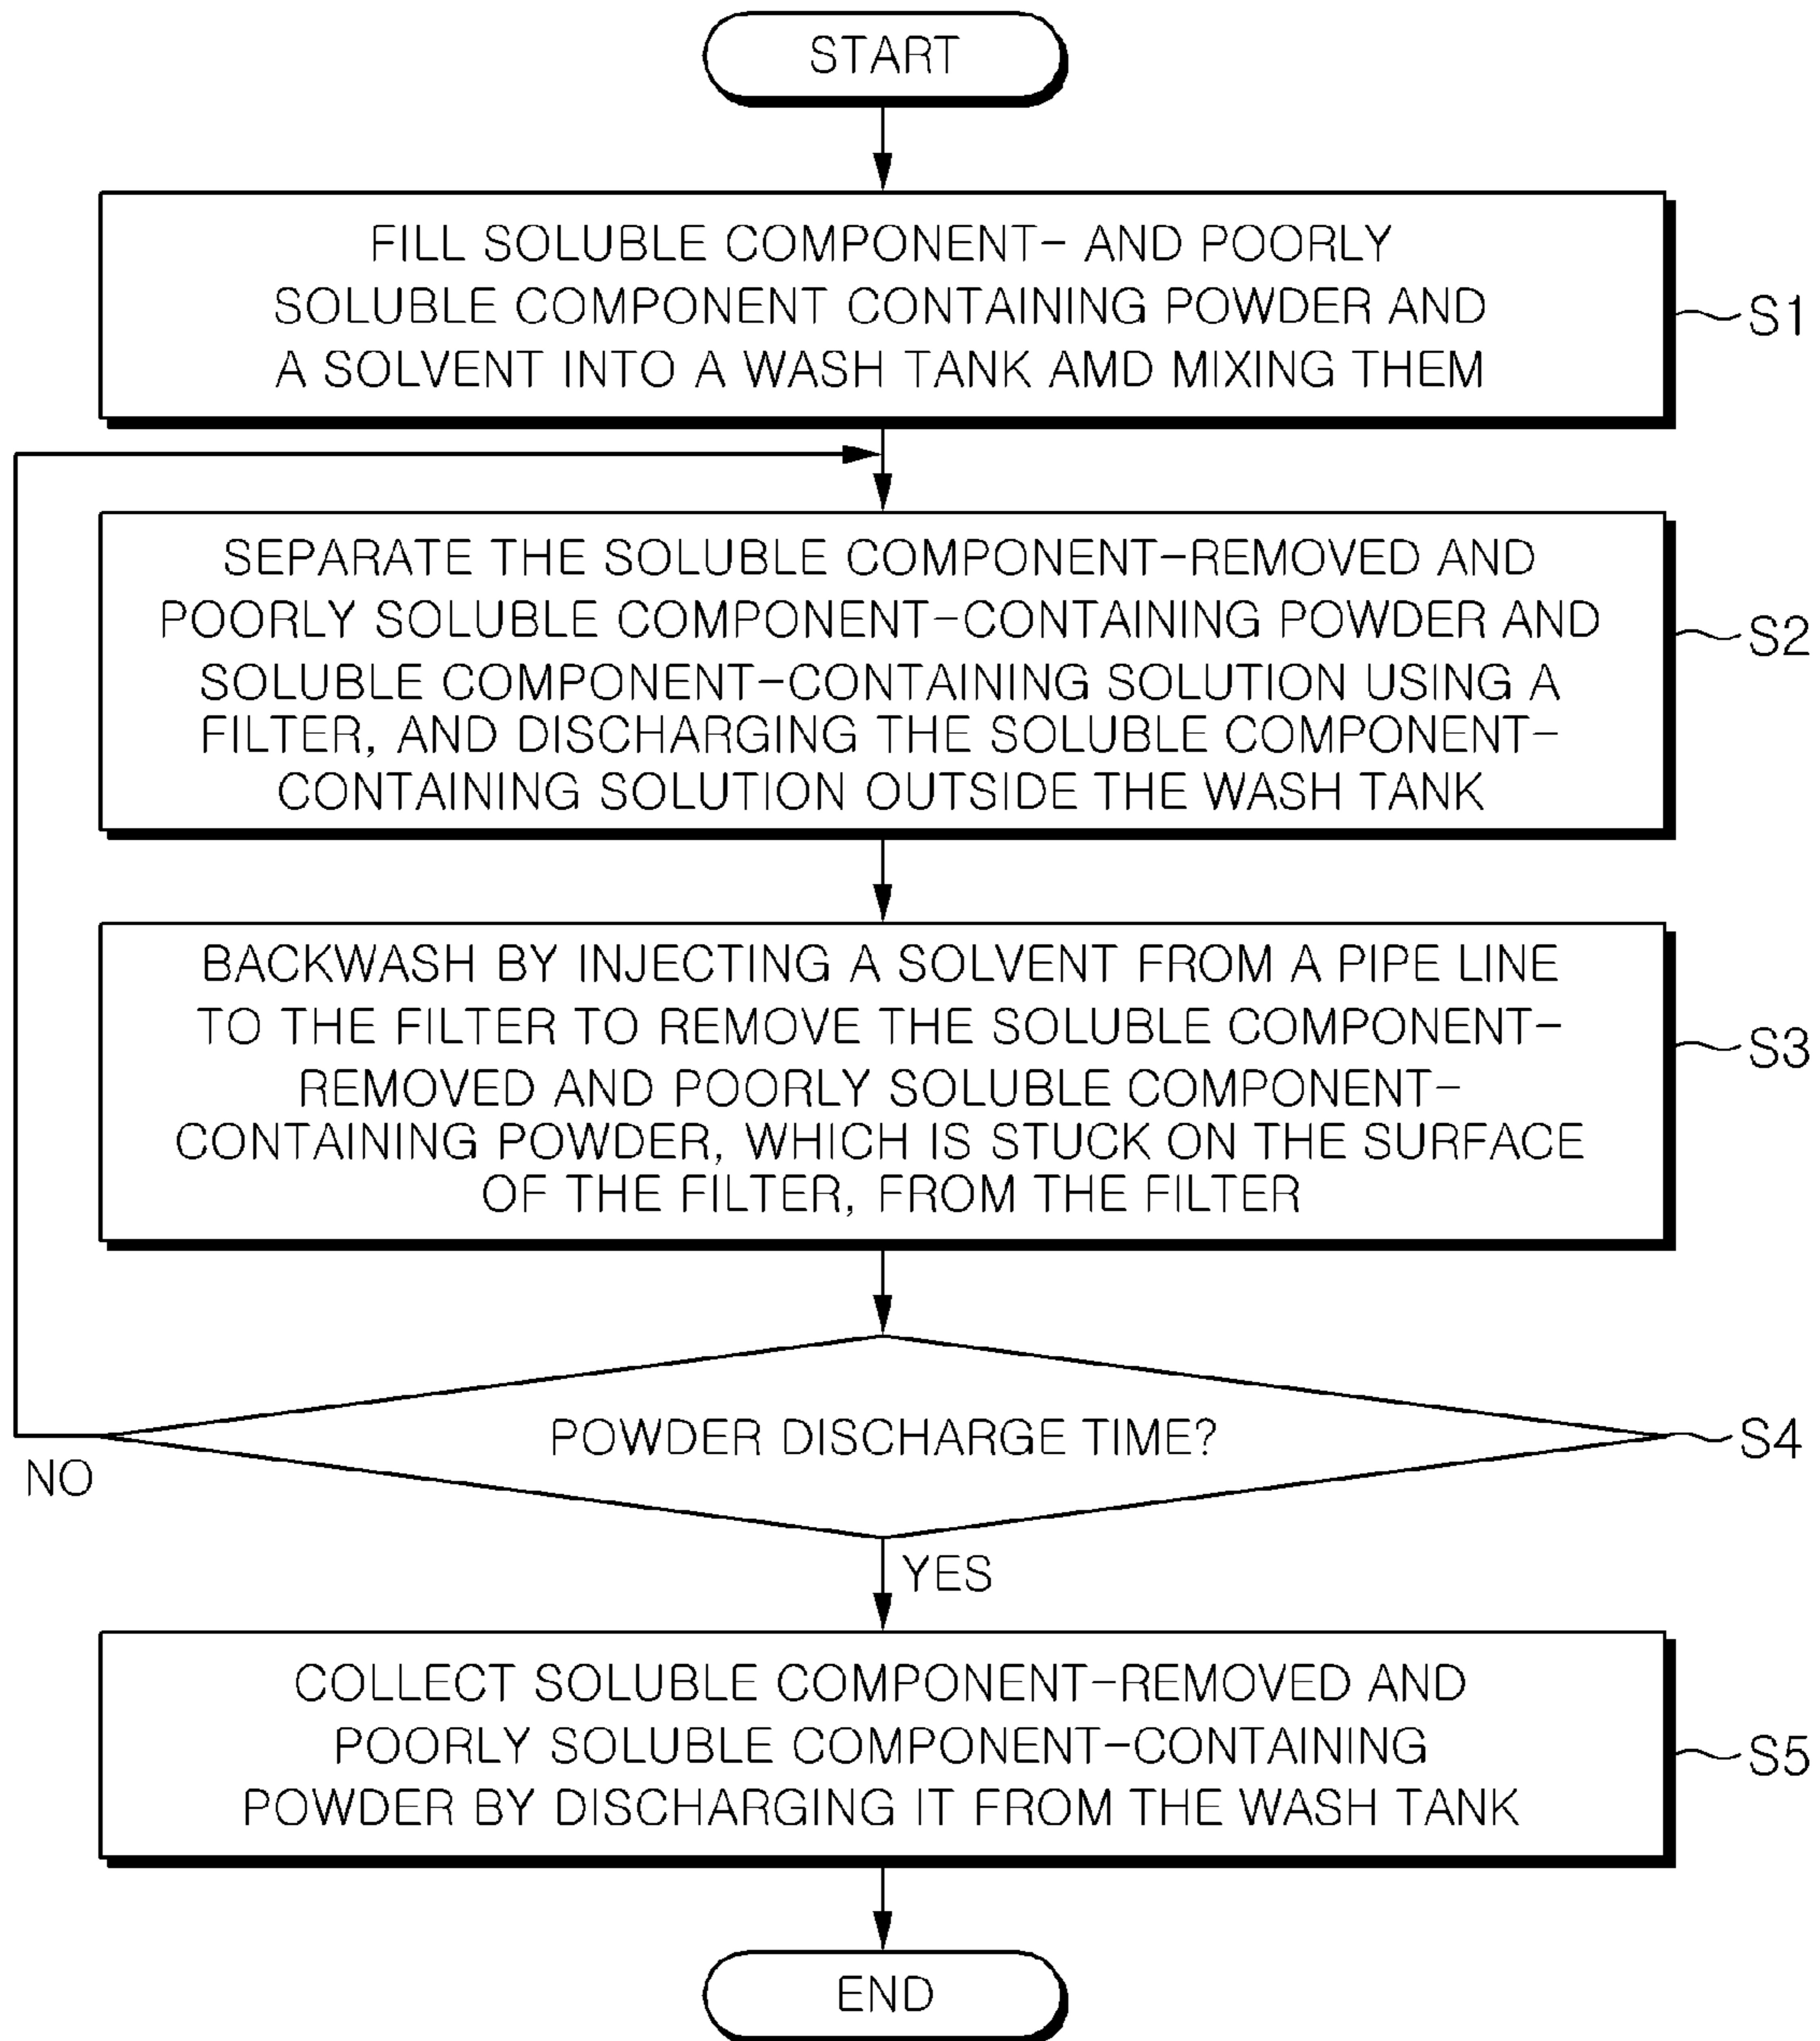 START
FILL SOLUBLE COMPONENT- AND POORLY
SOLUBLE COMPONENT CONTAINING POWDER AND
A SOLVENT INTO A WASH TANK AMD MIXING THEM
S1
SEPARATE THE SOLUBLE COMPONENT-REMOVED AND
POORLY SOLUBLE COMPONENT-CONTAINING POWDER AND
SOLUBLE COMPONENT-CONTAINING SOLUTION USING A
FILTER, AND DISCHARGING THE SOLUBLE COMPONENT-
CONTAINING SOLUTION OUTSIDE THE WASH TANK
S2
BACKWASH BY INJECTING A SOLVENT FROM A PIPE LINE
TO THE FILTER TO REMOVE THE SOLUBLE COMPONENT-
REMOVED AND POORLY SOLUBLE COMPONENT-
CONTAINING POWDER, WHICH IS STUCK ON THE SURFACE
OF THE FILTER, FROM THE FILTER
S3
POWDER DISCHARGE TIME?
S4
NO
YES
COLLECT SOLUBLE COMPONENT-REMOVED AND
POORLY SOLUBLE COMPONENT-CONTAINING
POWDER BY DISCHARGING IT FROM THE WASH TANK
S5
END